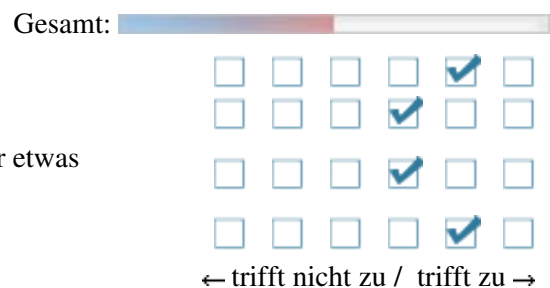 Gesamt:
r etwas
← trifft nicht zu / trifft zu →